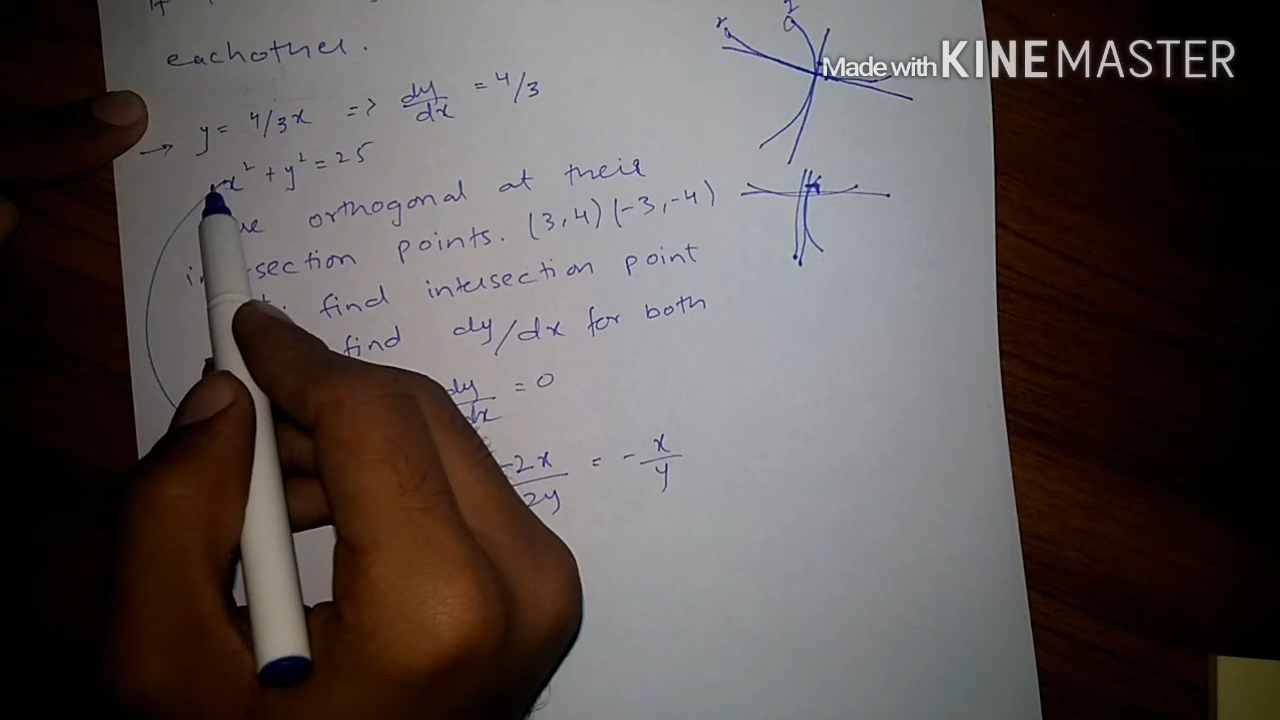 eachother.
→ y = 4/3x => dy/dx = 4/3
x² + y² = 25
orthogonal at their
section points. (3,4) (-3,-4)
find intersection point
find dy/dx for both
dy/dx = 0
-2x/2y = -x/y
Made with KINEMASTER